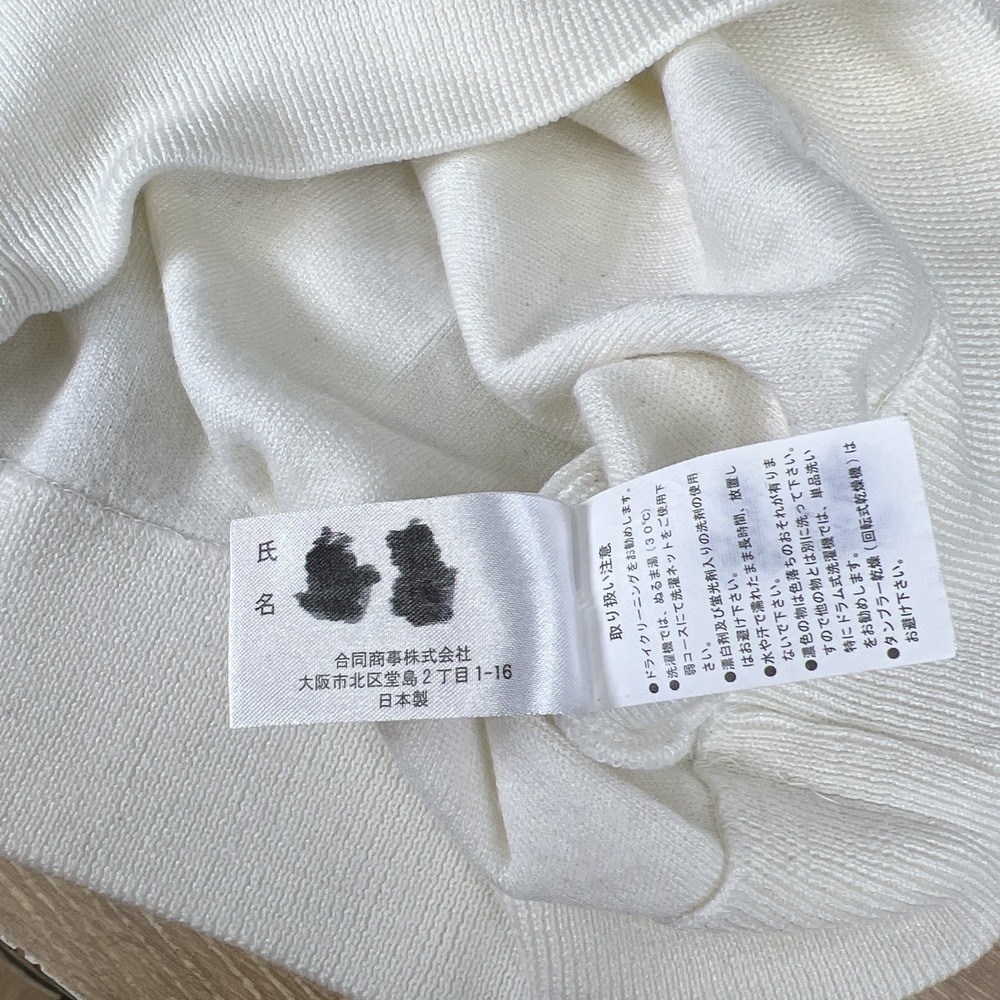 氏
名
合同商事株式会社
大阪市北区堂島2丁目1-16
日本製
取り扱い注意
●ドライクリーニングをお勧めします。
●洗濯機では、ぬるま湯(30℃)
弱コースにて洗濯ネットをご使用下
さい。
●漂白剤及び蛍光剤入りの洗剤の使用
はお避け下さい。
●水や汗で濡れたまま長時間、放置し
ないで下さい。
●濃色の物は色落ちのおそれが有りま
すので他の物とは別に洗って下さい。
特にドラム式洗濯機では、単品洗い
をお勧めします。
●タンブラー乾燥(回転式乾燥機)は
お避け下さい。